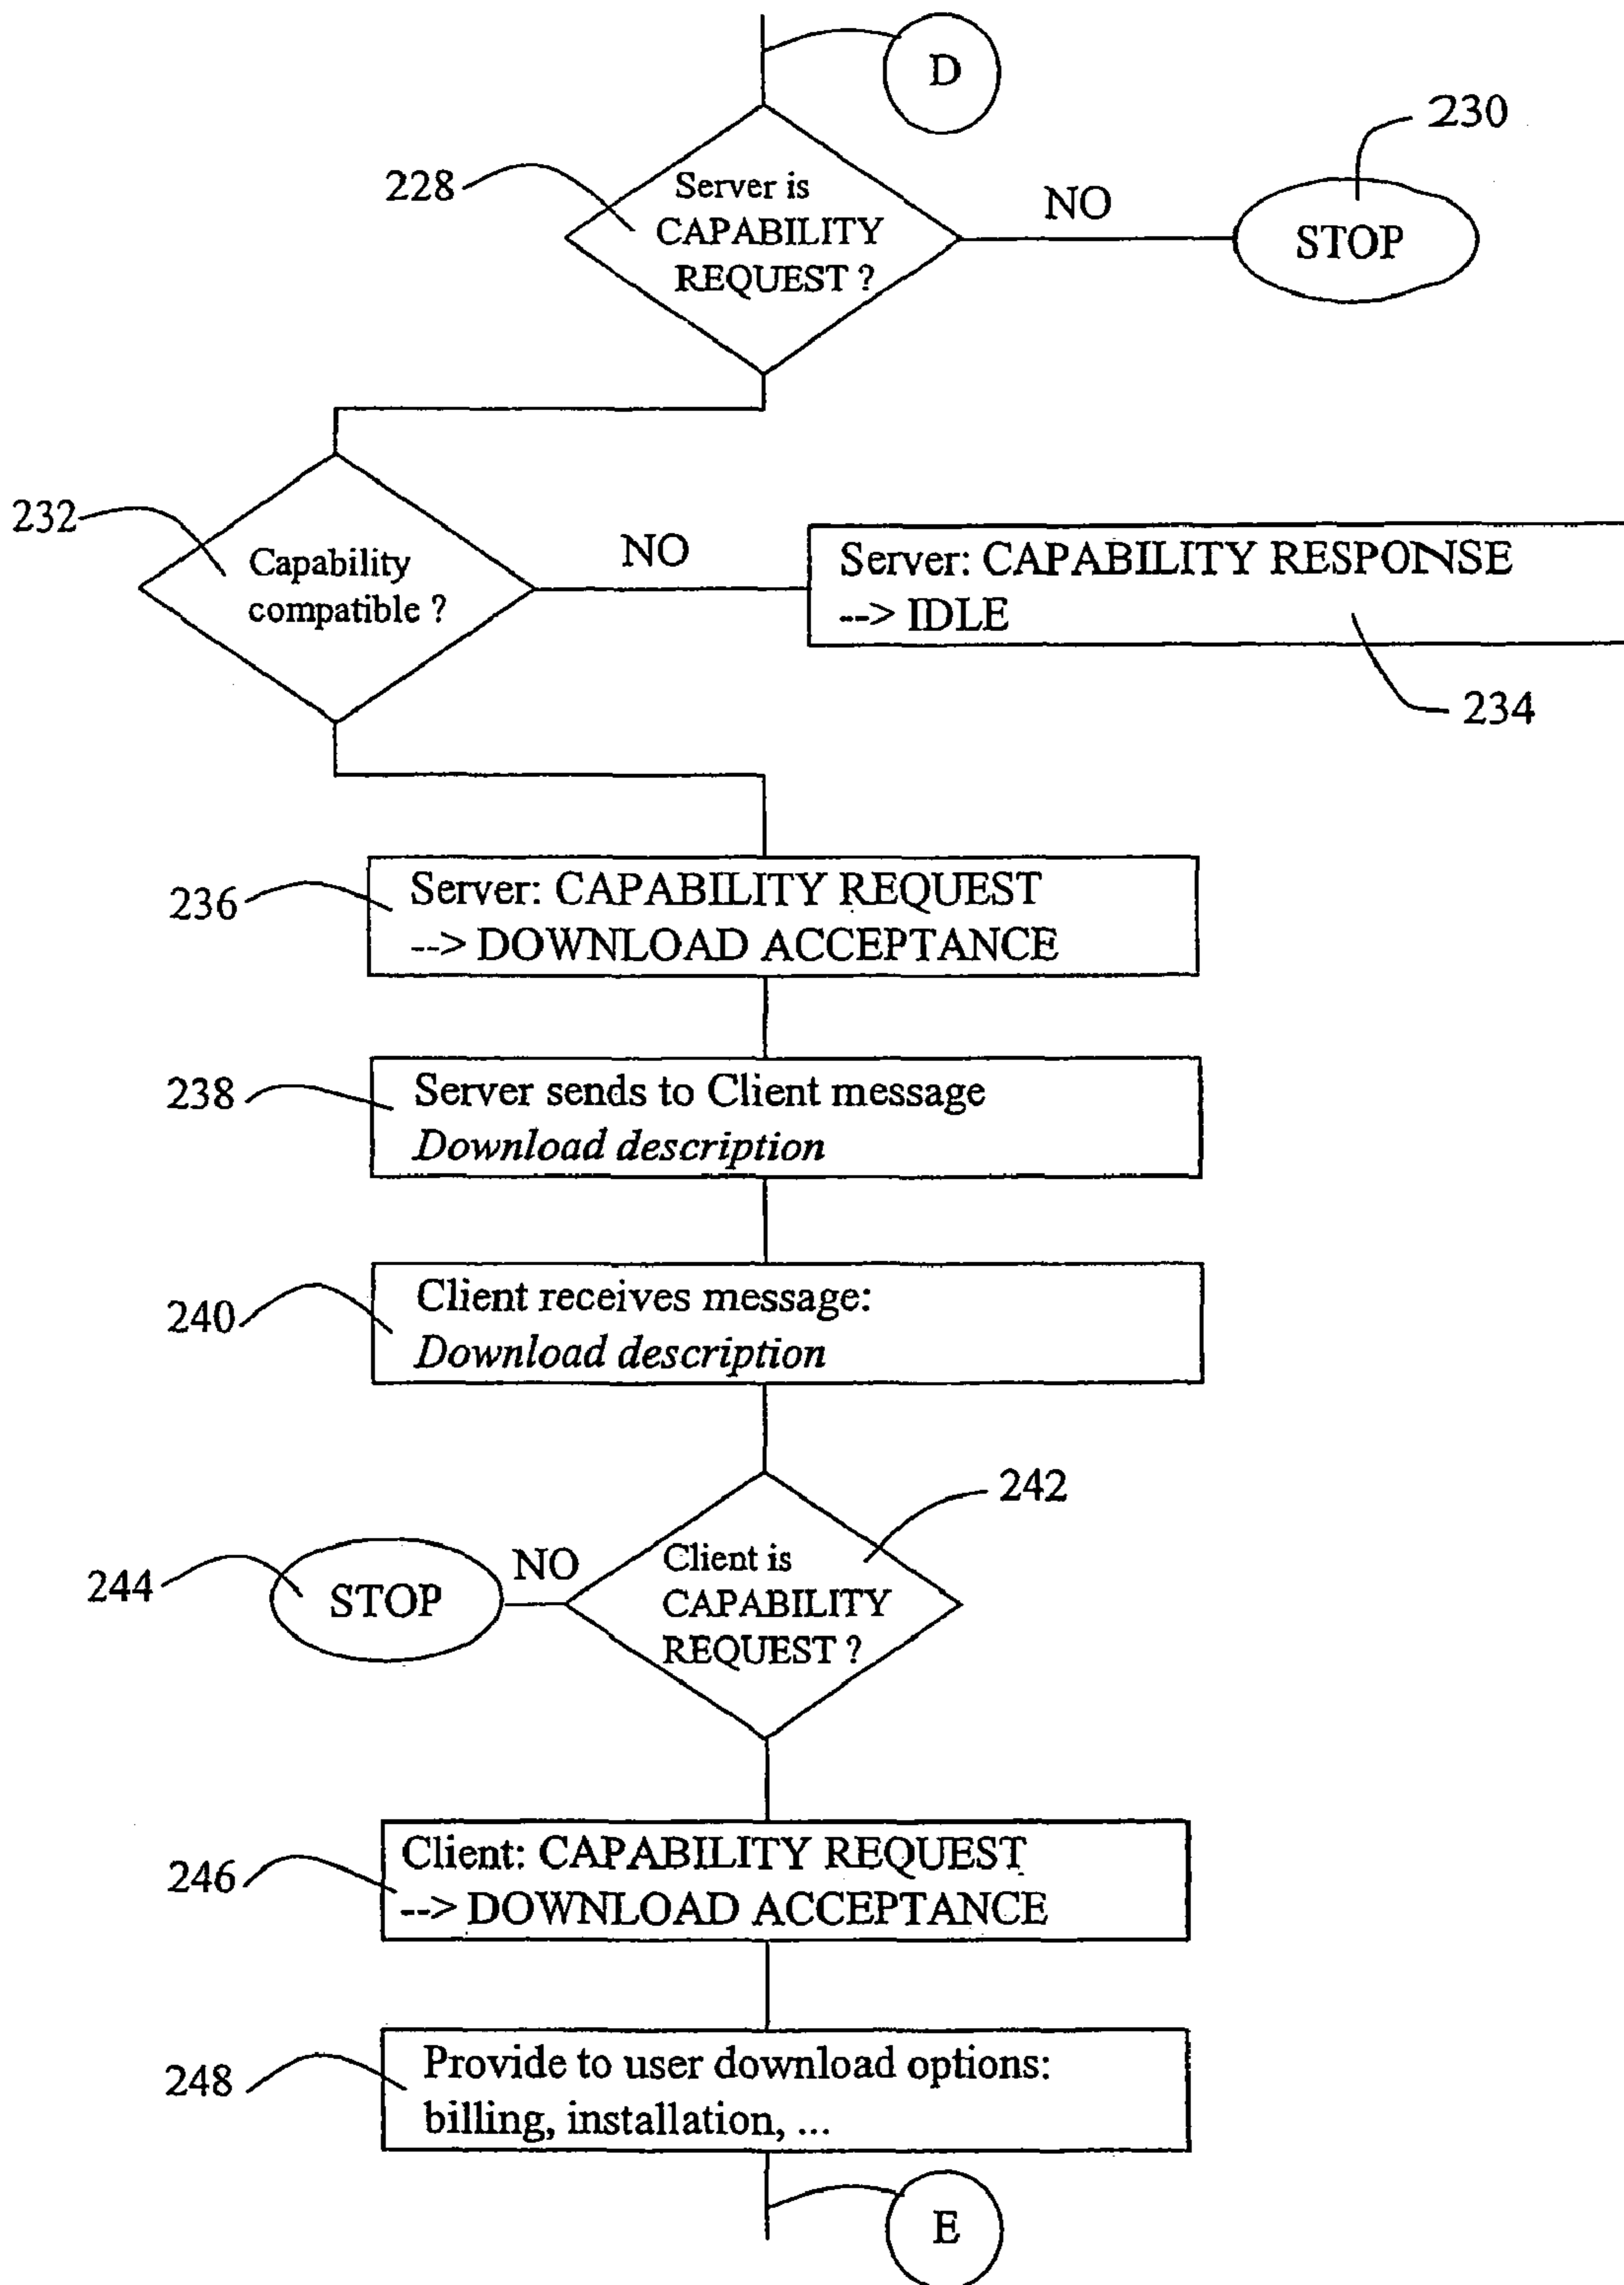 D
230
228
Server is
CAPABILITY
REQUEST ?
NO
STOP
232
Capability
compatible ?
NO
Server: CAPABILITY RESPONSE
--> IDLE
234
236
Server: CAPABILITY REQUEST
--> DOWNLOAD ACCEPTANCE
238
Server sends to Client message
Download description
240
Client receives message:
Download description
242
244
STOP
NO
Client is
CAPABILITY
REQUEST ?
246
Client: CAPABILITY REQUEST
--> DOWNLOAD ACCEPTANCE
248
Provide to user download options:
billing, installation, ...
E